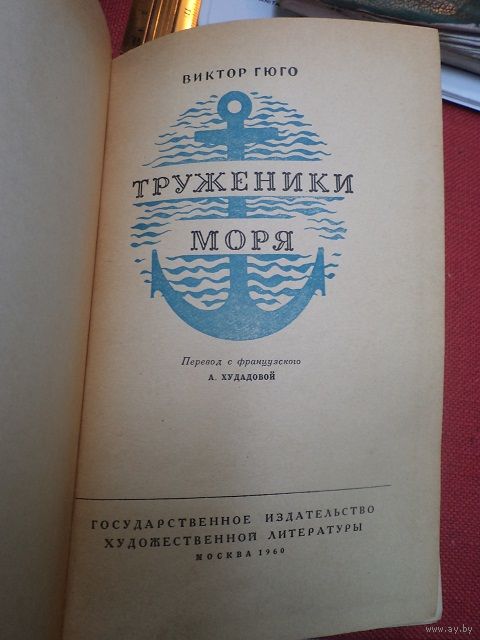 ВИКТОР ГЮГО
ТРУЖЕНИКИ
МОРЯ
Перевод с французского
А. ХУДАДОВОЙ
ГОСУДАРСТВЕННОЕ ИЗДАТЕЛЬСТВО
ХУДОЖЕСТВЕННОЙ ЛИТЕРАТУРЫ
МОСКВА 1960
www.ay.by